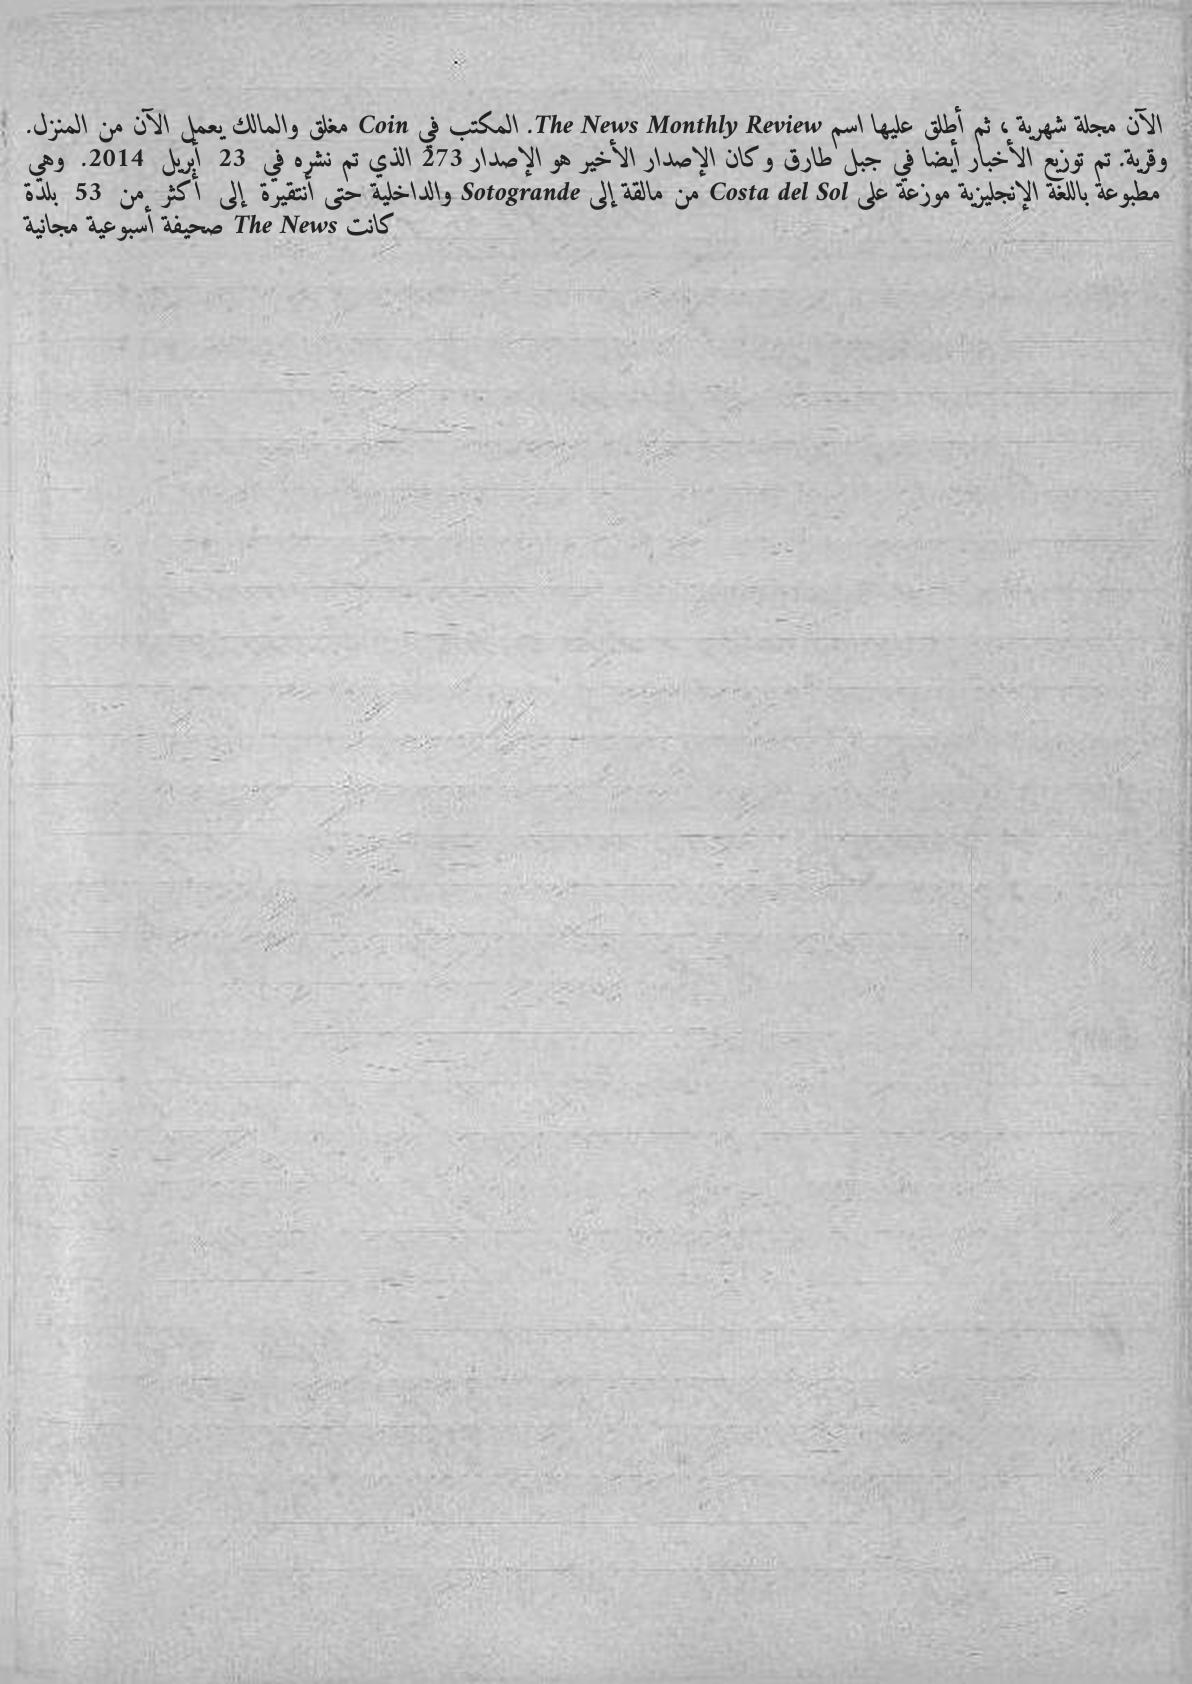 الآن مجلة شهرية ، ثم أطلق عليها اسم The News Monthly Review. المكتب في Coin مغلق والمالك يعمل الآن من المنزل.
وقرية. تم توزيع الأخبار أيضا في جبل طارق وكان الإصدار الأخير هو الإصدار 273 الذي تم نشره في 23 أبريل 2014. وهي
مطبوعة باللغة الإنجليزية موزعة على Costa del Sol من مالقة إلى Sotogrande والداخلية حتى أنتقيرة إلى أكثر من 53 بلدة
كانت The News صحيفة أسبوعية مجانية